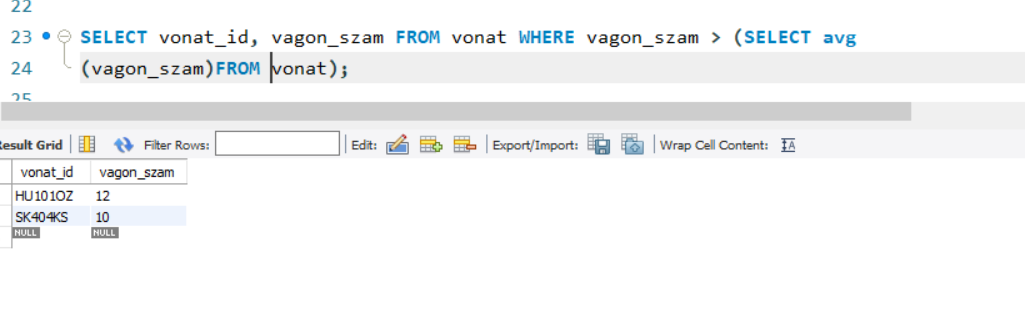 22
23 SELECT vonat_id, vagon_szam FROM vonat WHERE vagon_szam > (SELECT avg
24 (vagon_szam)FROM vonat);
25
Result Grid Filter Rows: Edit: Export/Import: Wrap Cell Content: IA
vonat_id vagon_szam
HU101OZ 12
SK404KS 10
NULL NULL